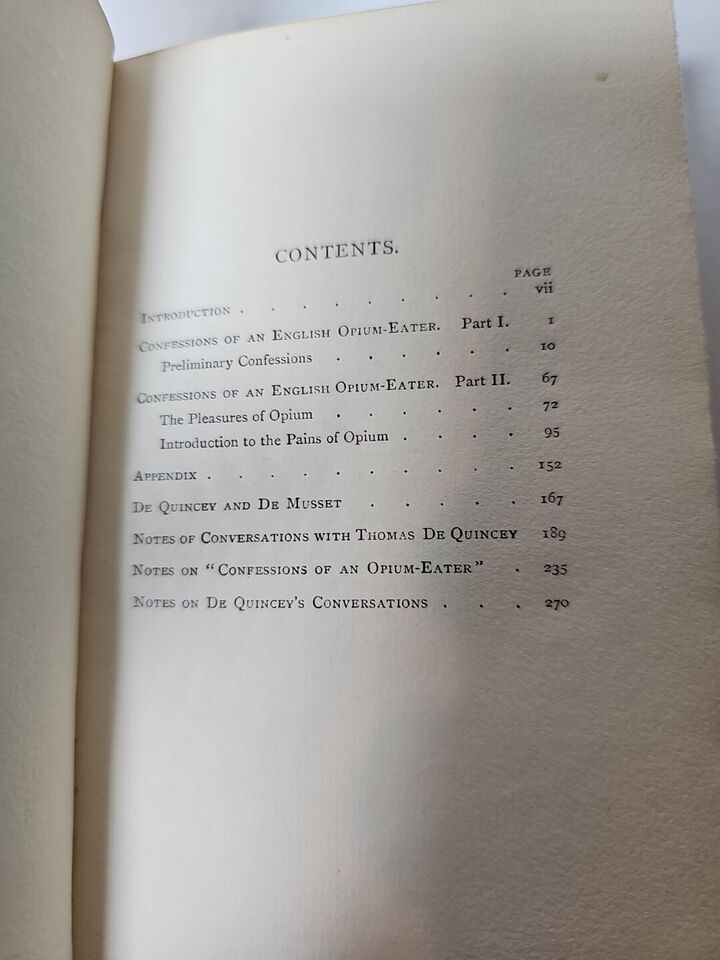 CONTENTS.
PAGE
INTRODUCTION . . . . . . . . . vii
CONFESSIONS OF AN ENGLISH OPIUM-EATER. Part I. 1
Preliminary Confessions . . . . . . 10
CONFESSIONS OF AN ENGLISH OPIUM-EATER. Part II. 67
The Pleasures of Opium . . . . . . 72
Introduction to the Pains of Opium . . . . 95
APPENDIX . . . . . . . . . . 152
DE QUINCEY AND DE MUSSET . . . . . 167
NOTES OF CONVERSATIONS WITH THOMAS DE QUINCEY 189
NOTES ON "CONFESSIONS OF AN OPIUM-EATER" . 235
NOTES ON DE QUINCEY'S CONVERSATIONS . . . 270